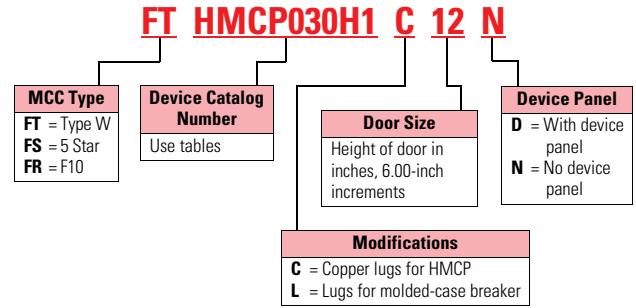 FT HMCP030H1 C 12 N
MCC Type
FT = Type W
FS = 5 Star
FR = F10
Device Catalog
Number
Use tables
Door Size
Height of door in
inches, 6.00-inch
increments
Device Panel
D = With device
panel
N = No device
panel
Modifications
C = Copper lugs for HMCP
L = Lugs for molded-case breaker